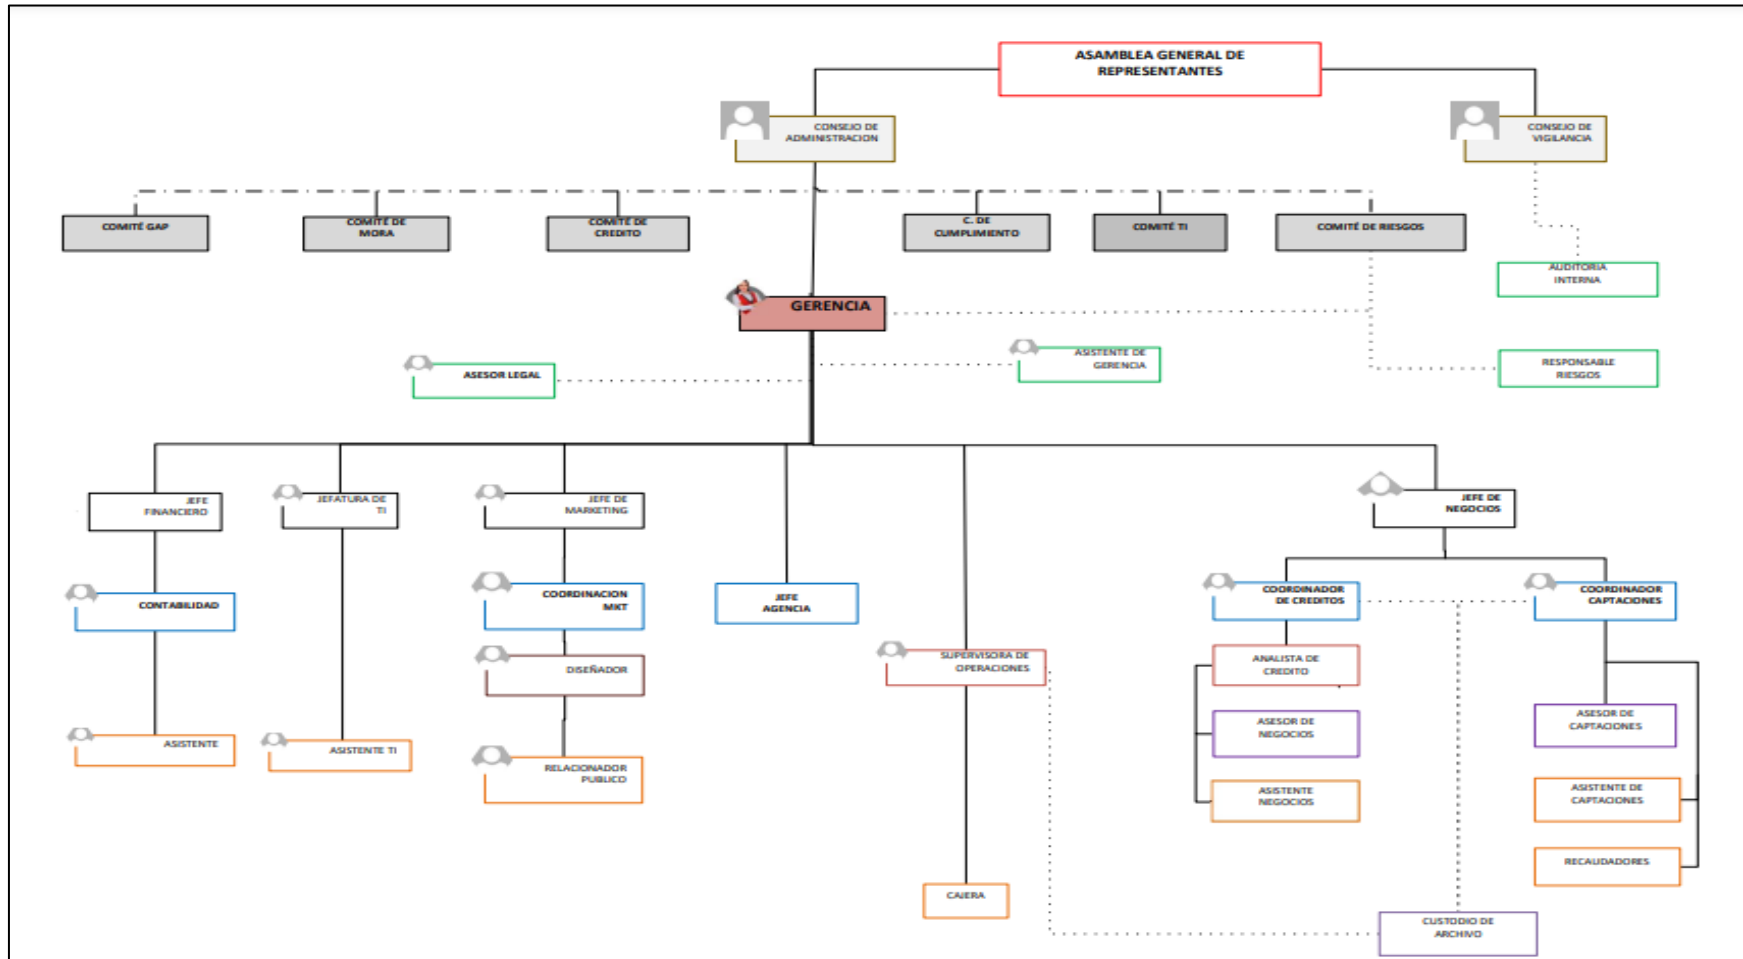 ASAMBLEA GENERAL DE
REPRESENTANTES
CONSEJO DE
ADMINISTRACION
CONSEJO DE
VIGILANCIA
COMITÉ GAP
COMITÉ DE
MORA
COMITÉ DE
CREDITO
C. DE
CUMPLIMIENTO
COMITÉ TI
COMITÉ DE RIESGOS
AUDITORIA
INTERNA
GERENCIA
ASESOR LEGAL
ASISTENTE DE
GERENCIA
RESPONSABLE
RIESGOS
JEFE
FINANCIERO
JEFATURA DE
TI
JEFE DE
MARKETING
JEFE DE
NEGOCIOS
CONTABILIDAD
COORDINACION
MKT
JEFE
AGENCIA
COORDINADOR
DE CREDITOS
COORDINADOR
CAPTACIONES
DISEÑADOR
SUPERVISORA DE
OPERACIONES
ANALISTA DE
CREDITO
ASESOR DE
NEGOCIOS
ASESOR DE
CAPTACIONES
ASISTENTE
ASISTENTE TI
RELACIONADOR
PUBLICO
ASISTENTE
NEGOCIOS
ASISTENTE DE
CAPTACIONES
RECAUDADORES
CAJERA
CUSTODIO DE
ARCHIVO